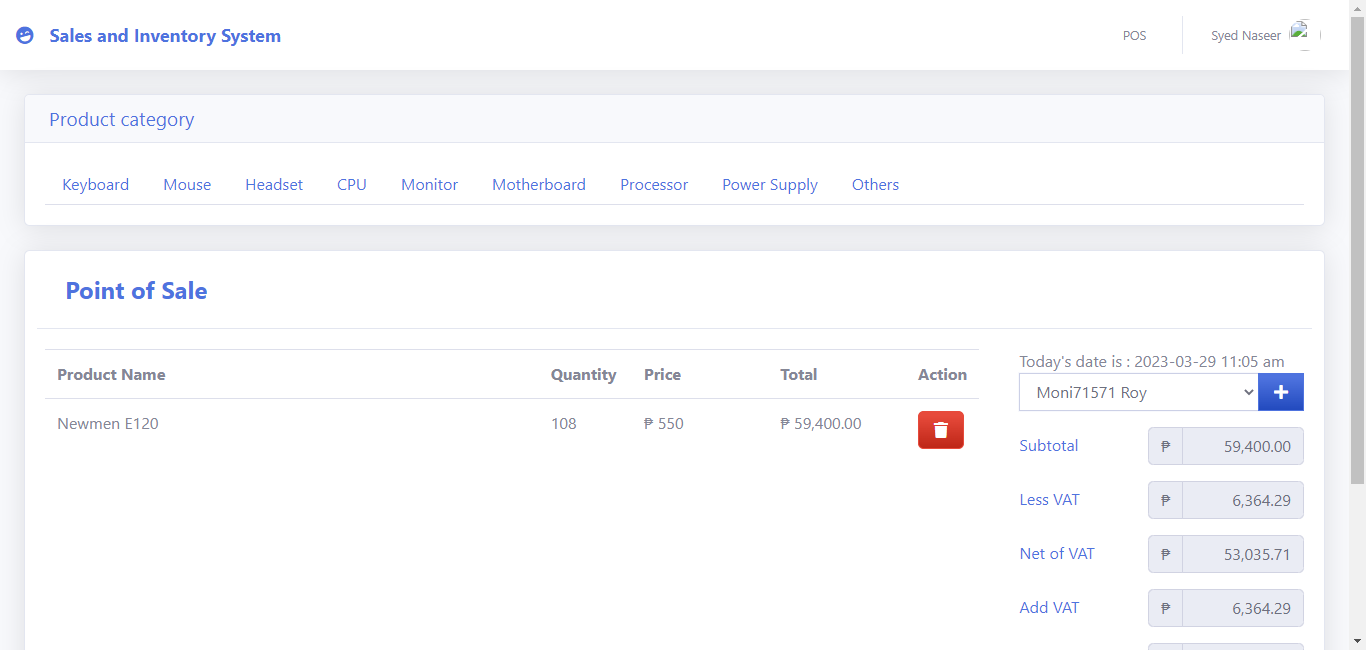 Sales and Inventory System
POS
Syed Naseer
Product category
Keyboard Mouse Headset CPU Monitor Motherboard Processor Power Supply Others
Point of Sale
Product Name Quantity Price Total Action
Newmen E120 108 ₱ 550 ₱ 59,400.00
Today's date is : 2023-03-29 11:05 am
Moni71571 Roy
Subtotal ₱ 59,400.00
Less VAT ₱ 6,364.29
Net of VAT ₱ 53,035.71
Add VAT ₱ 6,364.29